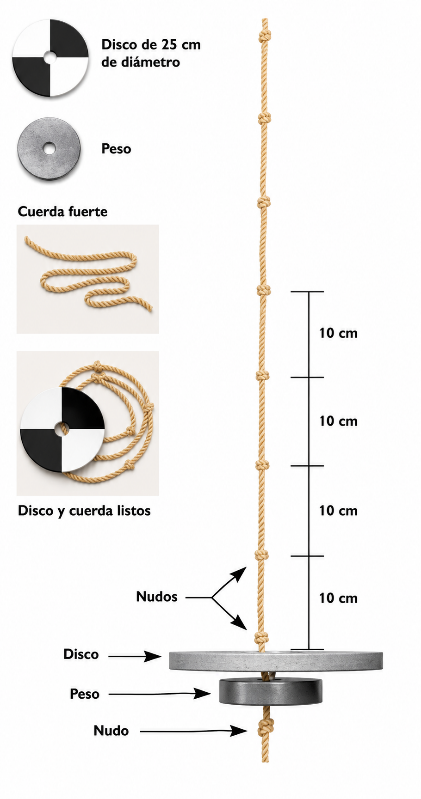 Disco de 25 cm
de diámetro
Peso
Cuerda fuerte
Disco y cuerda listos
10 cm
10 cm
10 cm
10 cm
Nudos
Disco
Peso
Nudo